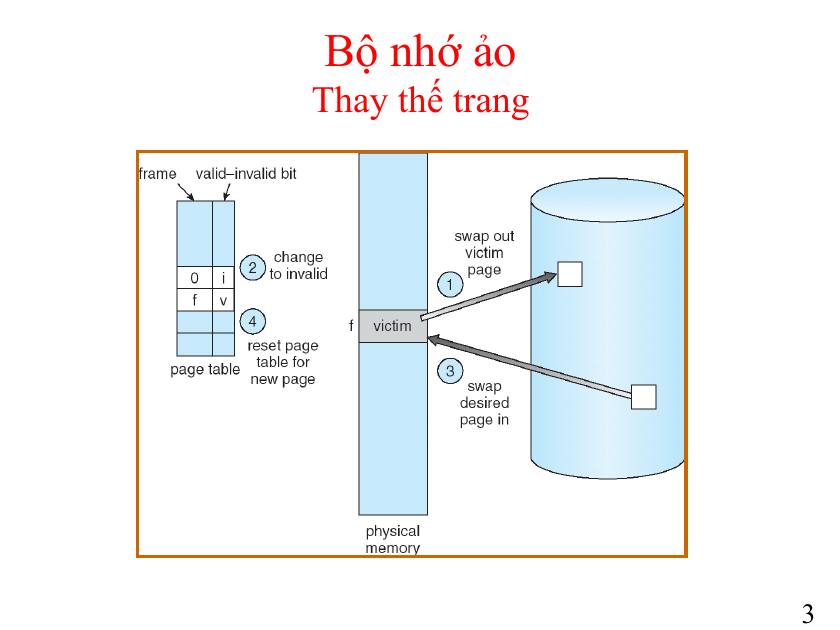 Bộ nhớ ảo
Thay thế trang
frame
valid–invalid bit
0
i
f
v
2
change
to invalid
4
reset page
table for
new page
page table
f
victim
swap out
victim
page
1
3
swap
desired
page in
physical
memory
3